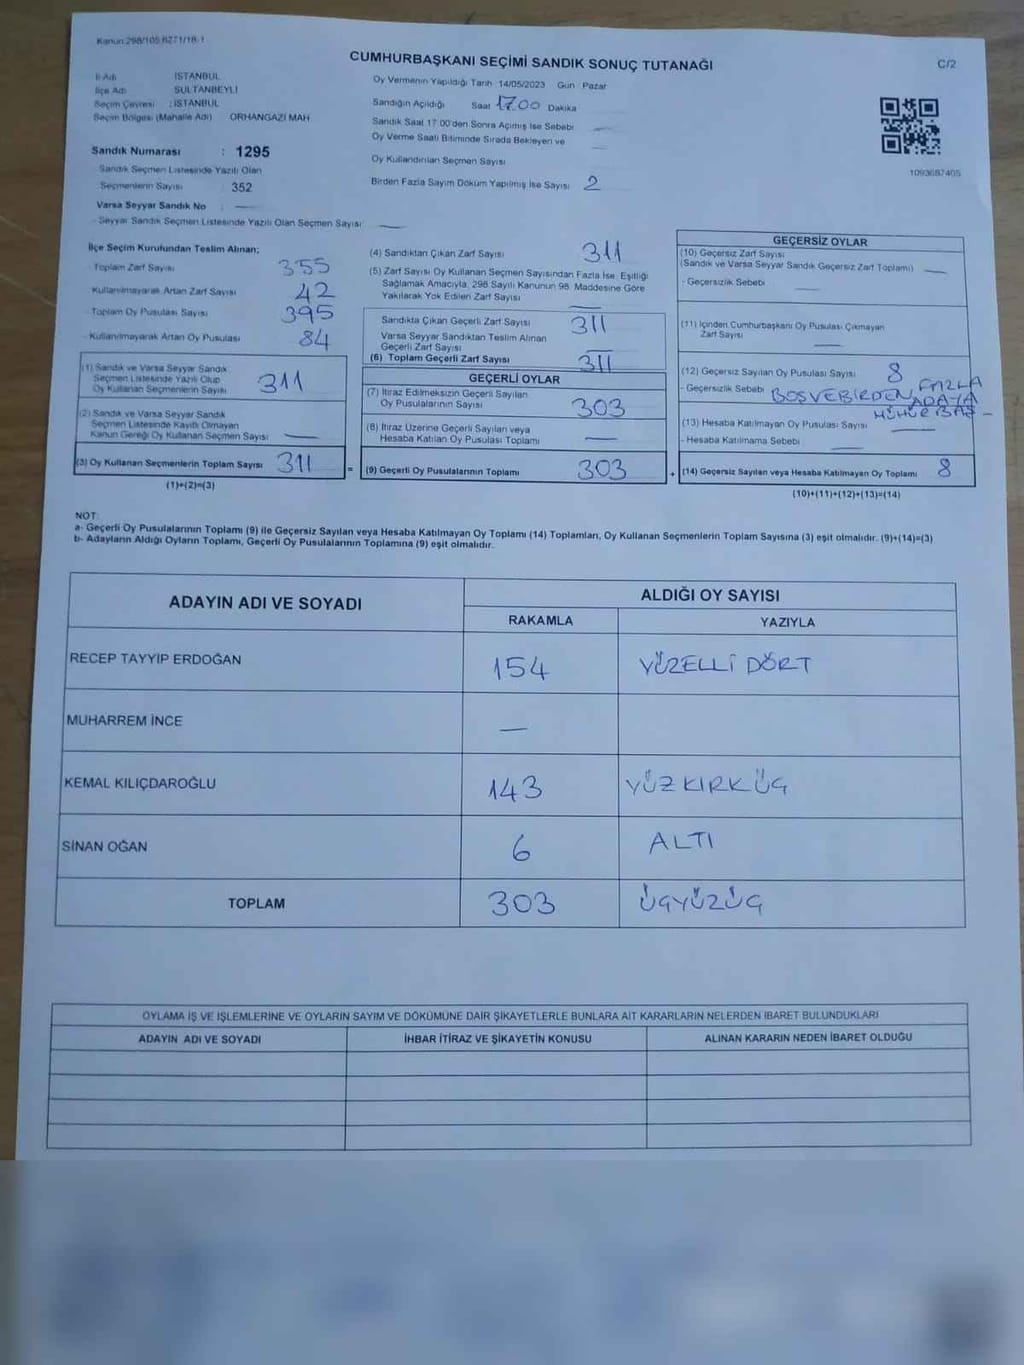 Kanun:298/105,6271/18-1
CUMHURBAŞKANI SEÇİMİ SANDIK SONUÇ TUTANAĞI
C/2
İl Adı İSTANBUL
İlçe Adı SULTANBEYLİ
Seçim Çevresi : İSTANBUL
Seçim Bölgesi (Mahalle Adı) ORHANGAZİ MAH
Sandık Numarası : 1295
Sandık Seçmen Listesinde Yazılı Olan
Seçmenlerin Sayısı 352
Varsa Seyyar Sandık No : —
- Seyyar Sandık Seçmen Listesinde Yazılı Olan Seçmen Sayısı —
Oy Vermenin Yapıldığı Tarih 14/05/2023 Gün Pazar
Sandığın Açıldığı Saat 17.00 Dakika
Sandık Saat 17:00'den Sonra Açımış İse Sebebi —
Oy Verme Saati Bitiminde Sırada Bekleyen ve —
Oy Kullandırılan Seçmen Sayısı
Birden Fazla Sayım Döküm Yapılmış İse Sayısı 2
1093687405
İlçe Seçim Kurulundan Teslim Alınan;
- Toplam Zarf Sayısı 355
- Kullanılmayarak Artan Zarf Sayısı 42
- Toplam Oy Pusulası Sayısı 395
- Kullanılmayarak Artan Oy Pusulası 84
(1) Sandık ve Varsa Seyyar Sandık
Seçmen Listesinde Yazılı Olup
Oy Kullanan Seçmenlerin Sayısı 311
(2) Sandık ve Varsa Seyyar Sandık
Seçmen Listesinde Kayıtlı Olmayan
Kanun Gereği Oy Kullanan Seçmen Sayısı —
(3) Oy Kullanan Seçmenlerin Toplam Sayısı 311
(1)+(2)=(3)
(4) Sandıktan Çıkan Zarf Sayısı 311
(5) Zarf Sayısı Oy Kullanan Seçmen Sayısından Fazla İse, Eşitliği
Sağlamak Amacıyla, 298 Sayılı Kanunun 98. Maddesine Göre
Yakılarak Yok Edilen Zarf Sayısı —
Sandıkta Çıkan Geçerli Zarf Sayısı 311
Varsa Seyyar Sandıktan Teslim Alınan
Geçerli Zarf Sayısı —
(6) Toplam Geçerli Zarf Sayısı 311
GEÇERLİ OYLAR
(7) İtiraz Edilmeksizin Geçerli Sayılan
Oy Pusulalarının Sayısı 303
(8) İtiraz Üzerine Geçerli Sayılan veya
Hesaba Katılan Oy Pusulası Toplamı —
= (9) Geçerli Oy Pusulalarının Toplamı 303 +
GEÇERSİZ OYLAR
(10) Geçersiz Zarf Sayısı
(Sandık ve Varsa Seyyar Sandık Geçersiz Zarf Toplamı) —
- Geçersizlik Sebebi —
(11) İçinden Cumhurbaşkanı Oy Pusulası Çıkmayan
Zarf Sayısı —
(12) Geçersiz Sayılan Oy Pusulası Sayısı 8
- Geçersizlik Sebebi BOŞ VE BİRDEN FAZLA
ADAYA
MÜHÜR BAS-
(13) Hesaba Katılmayan Oy Pusulası Sayısı —
- Hesaba Katılmama Sebebi —
(14) Geçersiz Sayılan veya Hesaba Katılmayan Oy Toplamı 8
(10)+(11)+(12)+(13)=(14)
NOT:
a- Geçerli Oy Pusulalarının Toplamı (9) ile Geçersiz Sayılan veya Hesaba Katılmayan Oy Toplamı (14) Toplamları, Oy Kullanan Seçmenlerin Toplam Sayısına (3) eşit olmalıdır. (9)+(14)=(3)
b- Adayların Aldığı Oyların Toplamı, Geçerli Oy Pusulalarının Toplamına (9) eşit olmalıdır.
ADAYIN ADI VE SOYADI ALDIĞI OY SAYISI
RAKAMLA YAZIYLA
RECEP TAYYİP ERDOĞAN 154 YÜZELLİ DÖRT
MUHARREM İNCE —
KEMAL KILIÇDAROĞLU 143 YÜZ KIRK ÜÇ
SİNAN OĞAN 6 ALTI
TOPLAM 303 ÜÇYÜZÜÇ
OYLAMA İŞ VE İŞLEMLERİNE VE OYLARIN SAYIM VE DÖKÜMÜNE DAİR ŞİKAYETLERLE BUNLARA AİT KARARLARIN NELERDEN İBARET BULUNDUKLARI
ADAYIN ADI VE SOYADI İHBAR İTİRAZ VE ŞİKAYETİN KONUSU ALINAN KARARIN NEDEN İBARET OLDUĞU